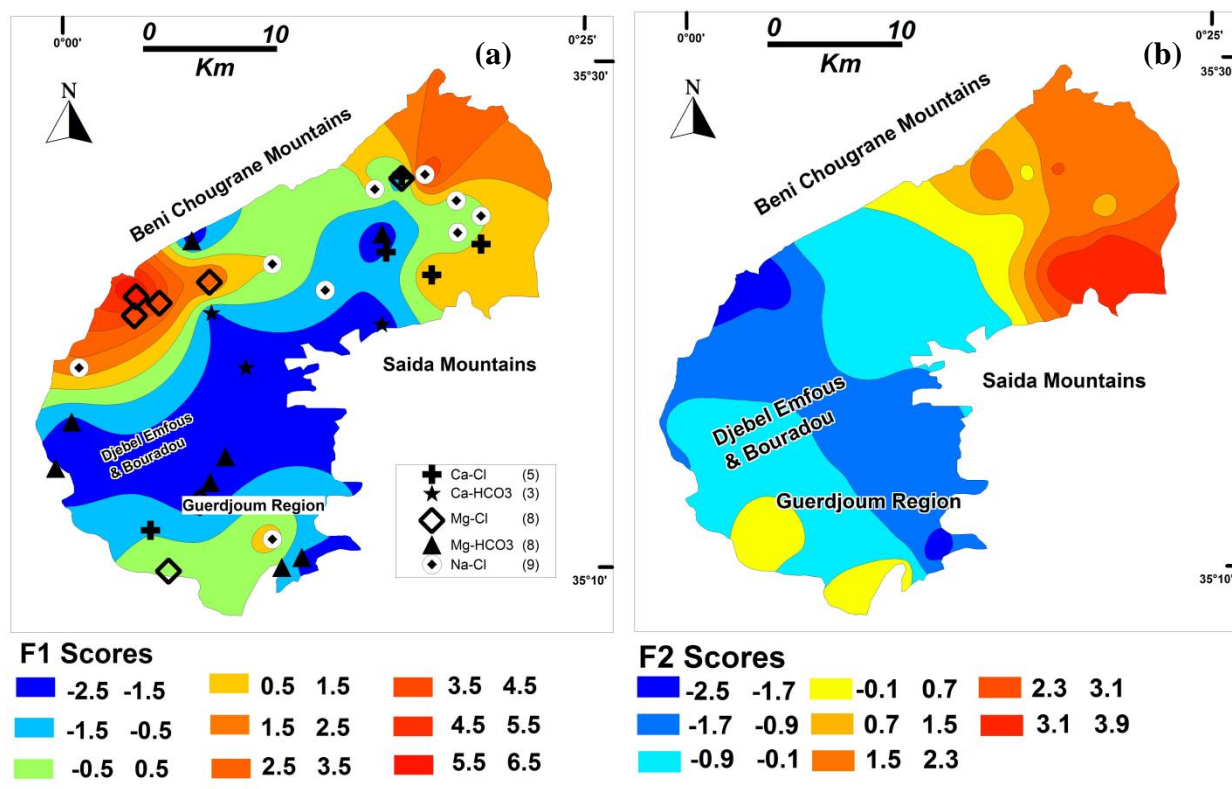 0°00'
0 10
Km
(a)
0°25'
35°30'
N
Beni Chougrane Mountains
Saida Mountains
Djebel Emfous
& Bouradou
Guerdjoum Region
Ca-Cl (5)
Ca-HCO3 (3)
Mg-Cl (8)
Mg-HCO3 (8)
Na-Cl (9)
35°10'
F1 Scores
-2.5 -1.5
-1.5 -0.5
-0.5 0.5
0.5 1.5
1.5 2.5
2.5 3.5
3.5 4.5
4.5 5.5
5.5 6.5
0°00'
0 10
Km
(b)
0°25'
35°30
N
Beni Chougrane Mountains
Saida Mountains
Djebel Emfous
& Bouradou
Guerdjoum Region
35°10'
F2 Scores
-2.5 -1.7
-1.7 -0.9
-0.9 -0.1
-0.1 0.7
0.7 1.5
1.5 2.3
2.3 3.1
3.1 3.9